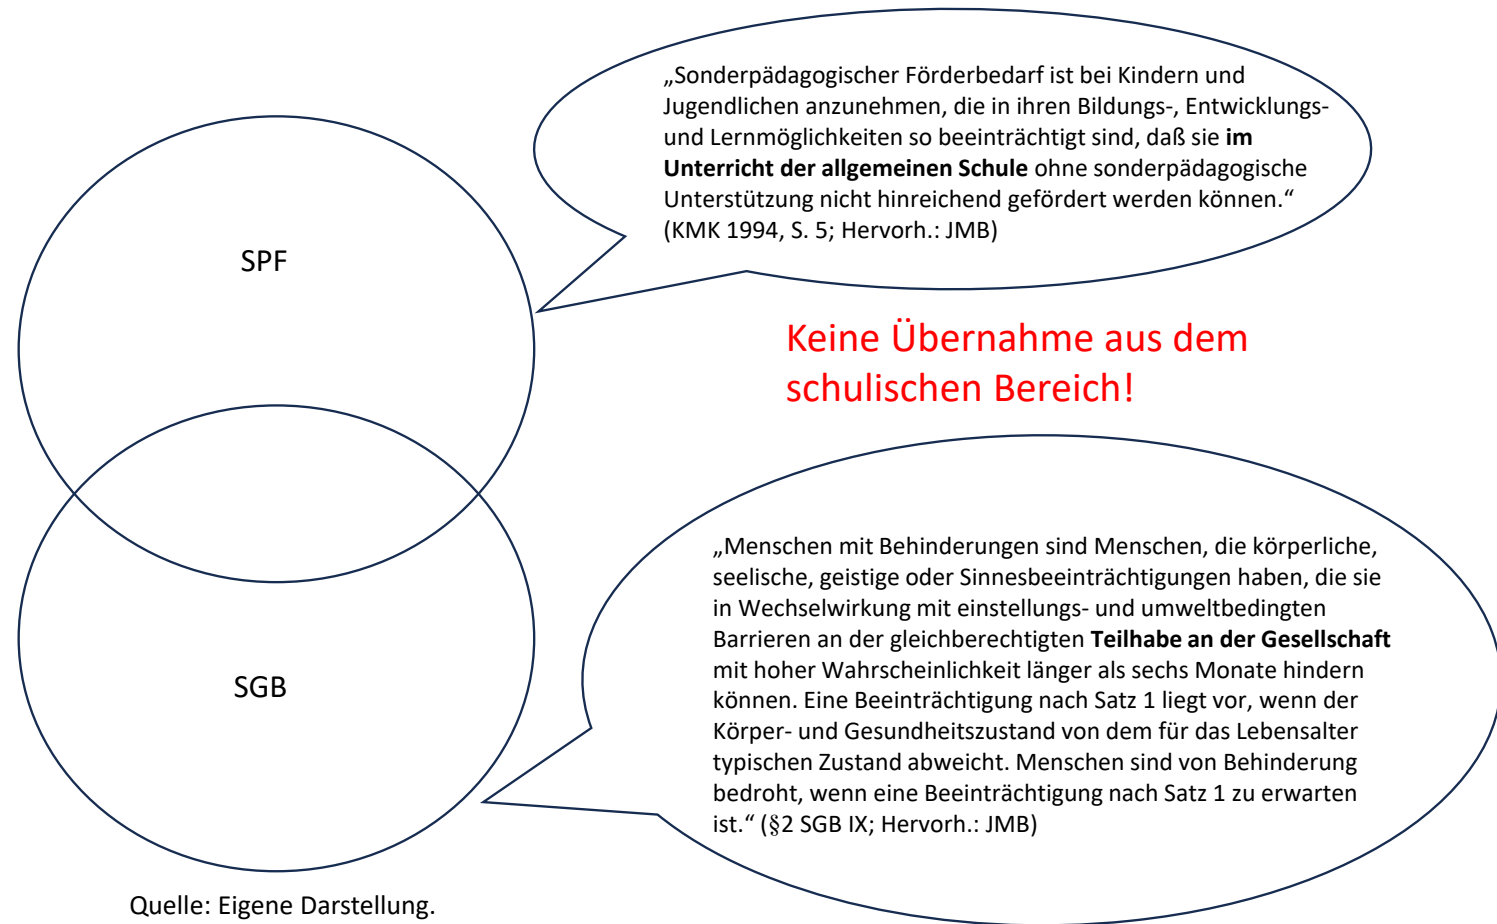 „Sonderpädagogischer Förderbedarf ist bei Kindern und
Jugendlichen anzunehmen, die in ihren Bildungs-, Entwicklungs-
und Lernmöglichkeiten so beeinträchtigt sind, daß sie im
Unterricht der allgemeinen Schule ohne sonderpädagogische
Unterstützung nicht hinreichend gefördert werden können.“
(KMK 1994, S. 5; Hervorh.: JMB)
SPF
Keine Übernahme aus dem
schulischen Bereich!
„Menschen mit Behinderungen sind Menschen, die körperliche,
seelische, geistige oder Sinnesbeeinträchtigungen haben, die sie
in Wechselwirkung mit einstellungs- und umweltbedingten
Barrieren an der gleichberechtigten Teilhabe an der Gesellschaft
mit hoher Wahrscheinlichkeit länger als sechs Monate hindern
können. Eine Beeinträchtigung nach Satz 1 liegt vor, wenn der
Körper- und Gesundheitszustand von dem für das Lebensalter
typischen Zustand abweicht. Menschen sind von Behinderung
bedroht, wenn eine Beeinträchtigung nach Satz 1 zu erwarten
ist.“ (§2 SGB IX; Hervorh.: JMB)
SGB
Quelle: Eigene Darstellung.